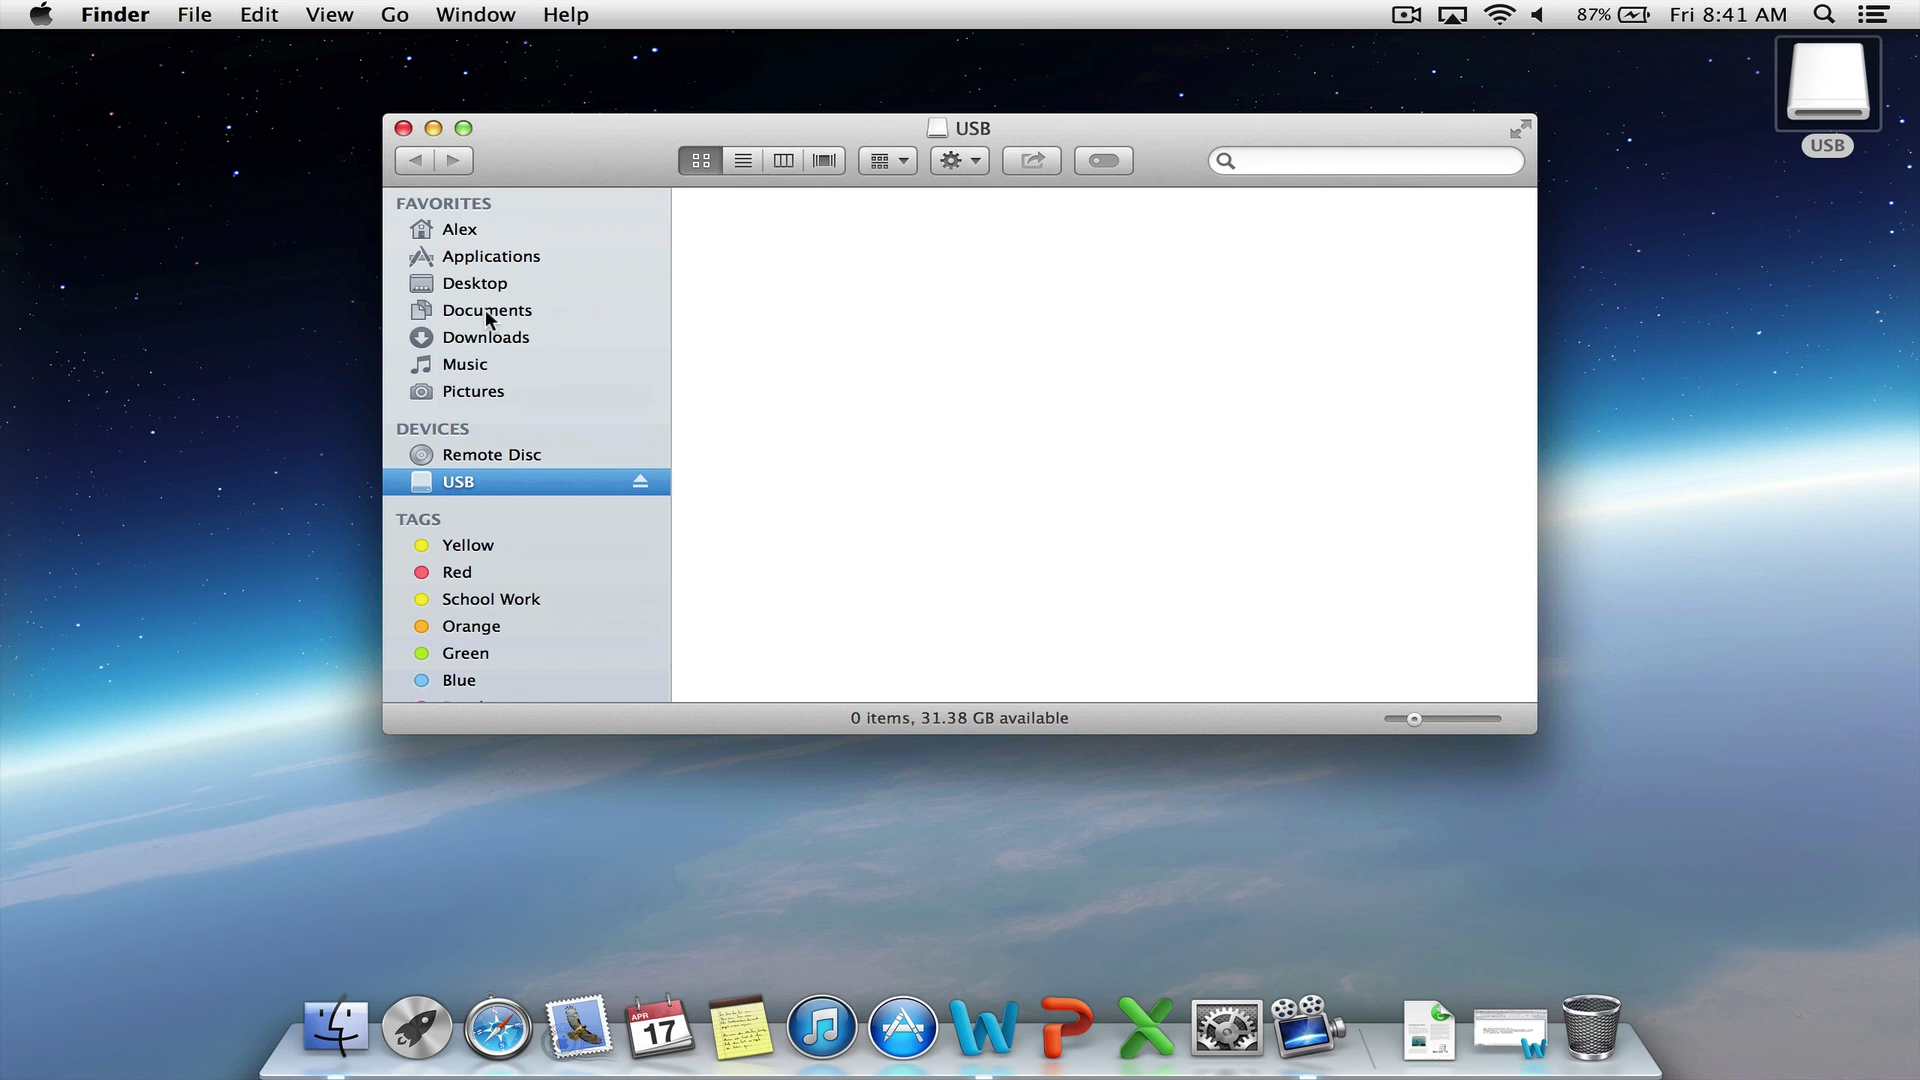 Finder File Edit View Go Window Help
87% Fri 8:41 AM
USB
USB
FAVORITES
Alex
Applications
Desktop
Documents
Downloads
Music
Pictures
DEVICES
Remote Disc
USB
TAGS
Yellow
Red
School Work
Orange
Green
Blue
0 items, 31.38 GB available
APR
17